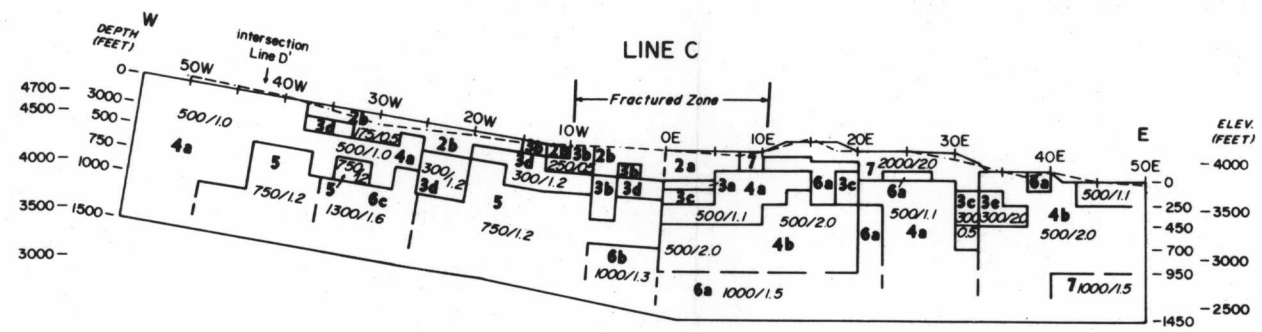 LINE C
W
E
DEPTH
(FEET)
ELEV.
(FEET)
intersection
Line D'
Fractured Zone
50W 40W 30W 20W 10W 0E 10E 20E 30E 40E 50E
4700
4500
4000
3500
3000
0
3000
500
750
1000
1500
4000
3500
3000
2500
0
250
450
700
950
1450
500/1.0
4a
5
750/1.2
2b
3d
175/0.5
500/1.0
4a
750
1.2
5
6c
1300/1.6
2b
300/1.2
3d
5
750/1.2
3b 2b 3b 2b
3d
250/0.5
300/1.2
3b
3b
3d
6b
1000/1.3
2a
7
3a
3c
4a
500/1.1
6a
3c
500/2.0
4b
500/2.0
6a 1000/1.5
7
2000/2.0
6a
500/1.1
4a
6a
3c
300
0.5
3e
300/2.0
6a
4b
500/1.1
500/2.0
7 1000/1.5